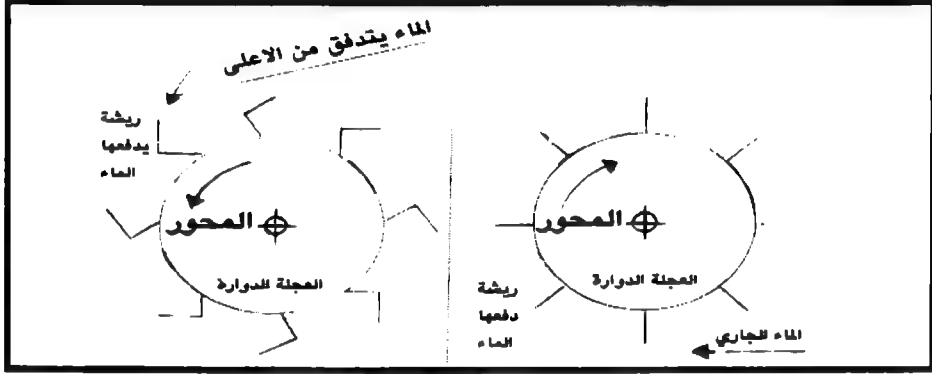 الماء يتدفق من الاعلى
ريشة
يدفعها
الماء
المحور
العجلة الدوارة
المحور
العجلة الدوارة
ريشة
دفعها
الماء
الماء الجاري